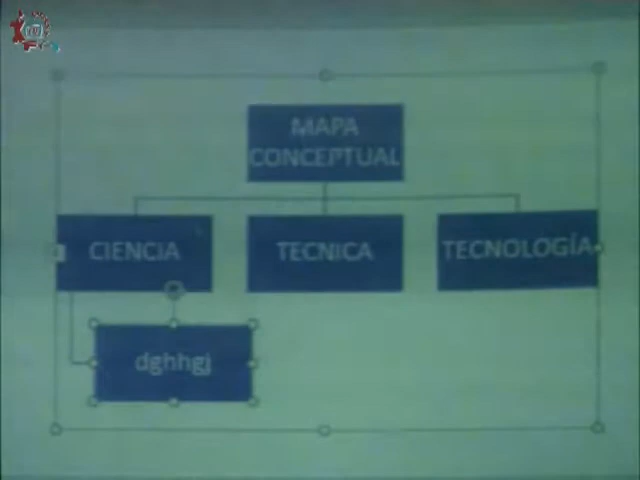 MAPA
CONCEPTUAL
CIENCIA
TECNICA
TECNOLOGÍA
dghhgj